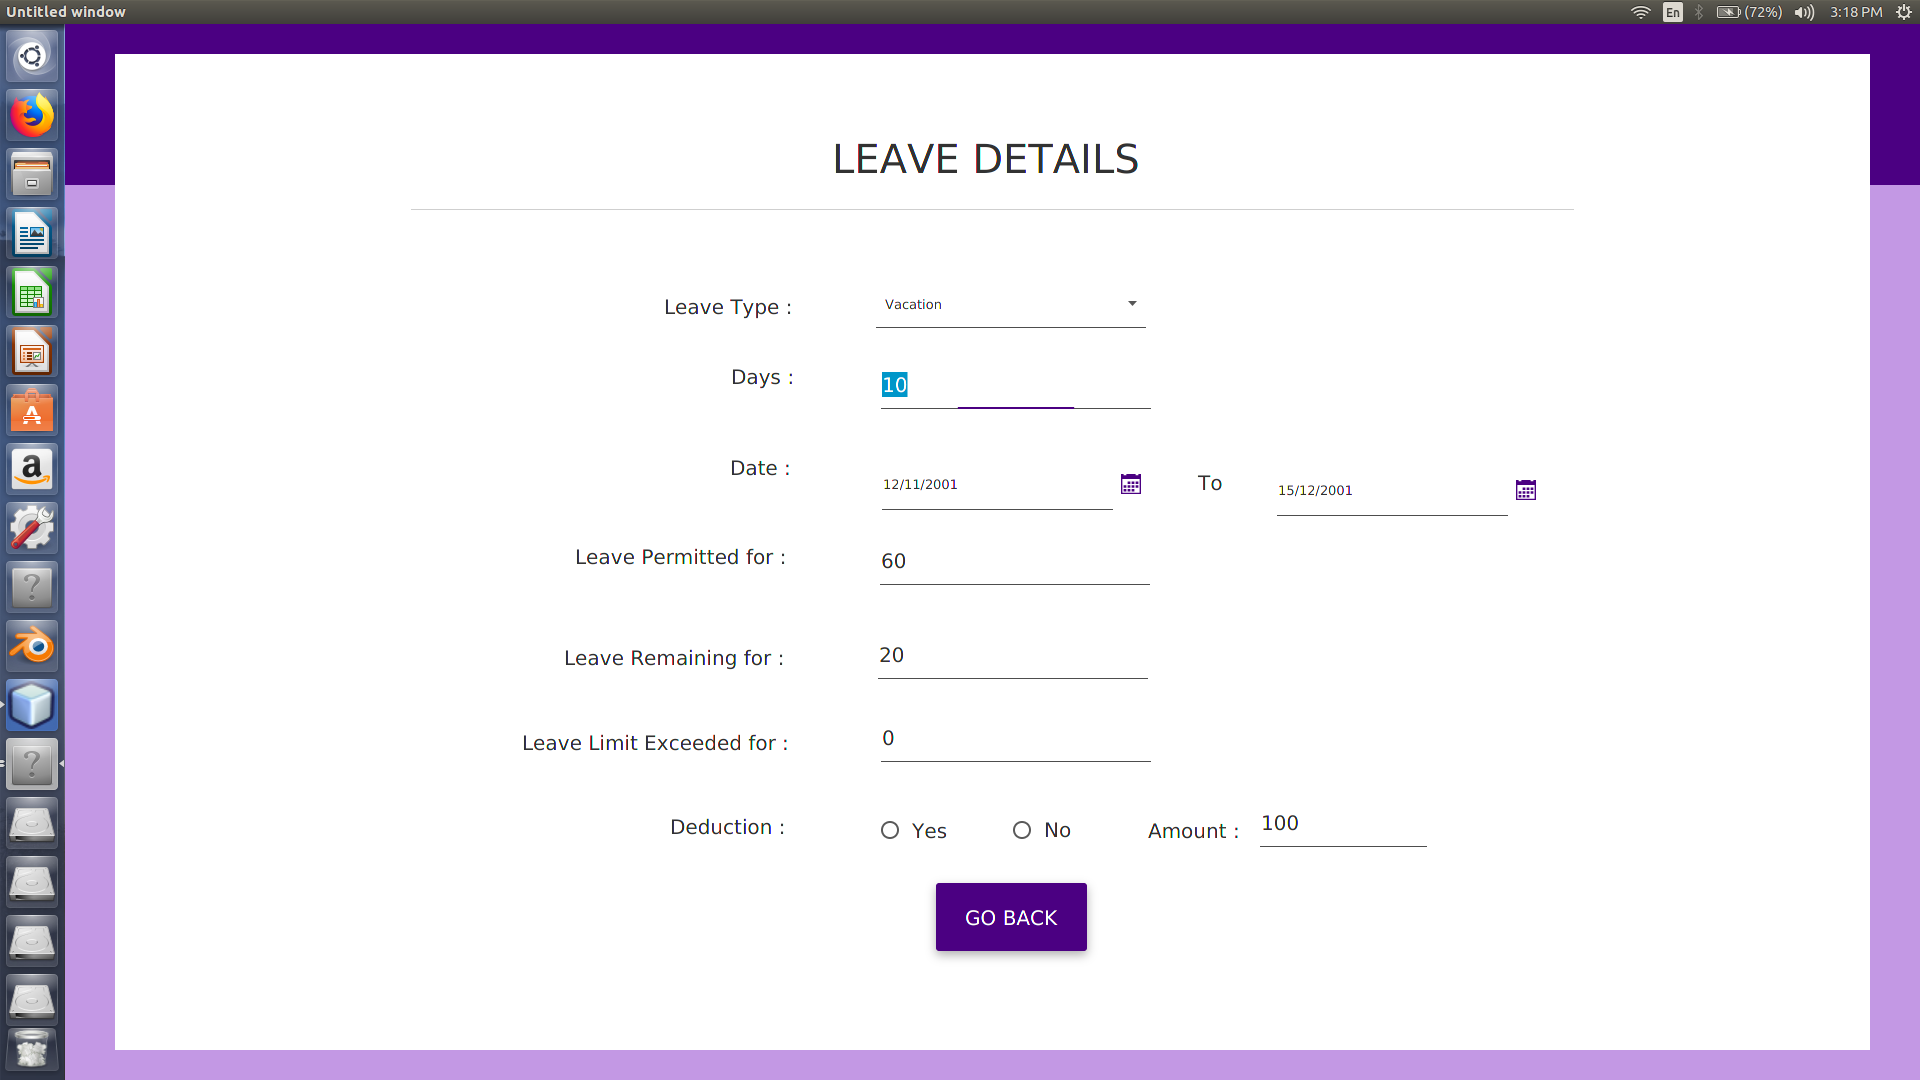 Untitled window
En (72%) 3:18 PM
LEAVE DETAILS
Leave Type : Vacation
Days : 10
Date : 12/11/2001 To 15/12/2001
Leave Permitted for : 60
Leave Remaining for : 20
Leave Limit Exceeded for : 0
Deduction : Yes No Amount : 100
GO BACK